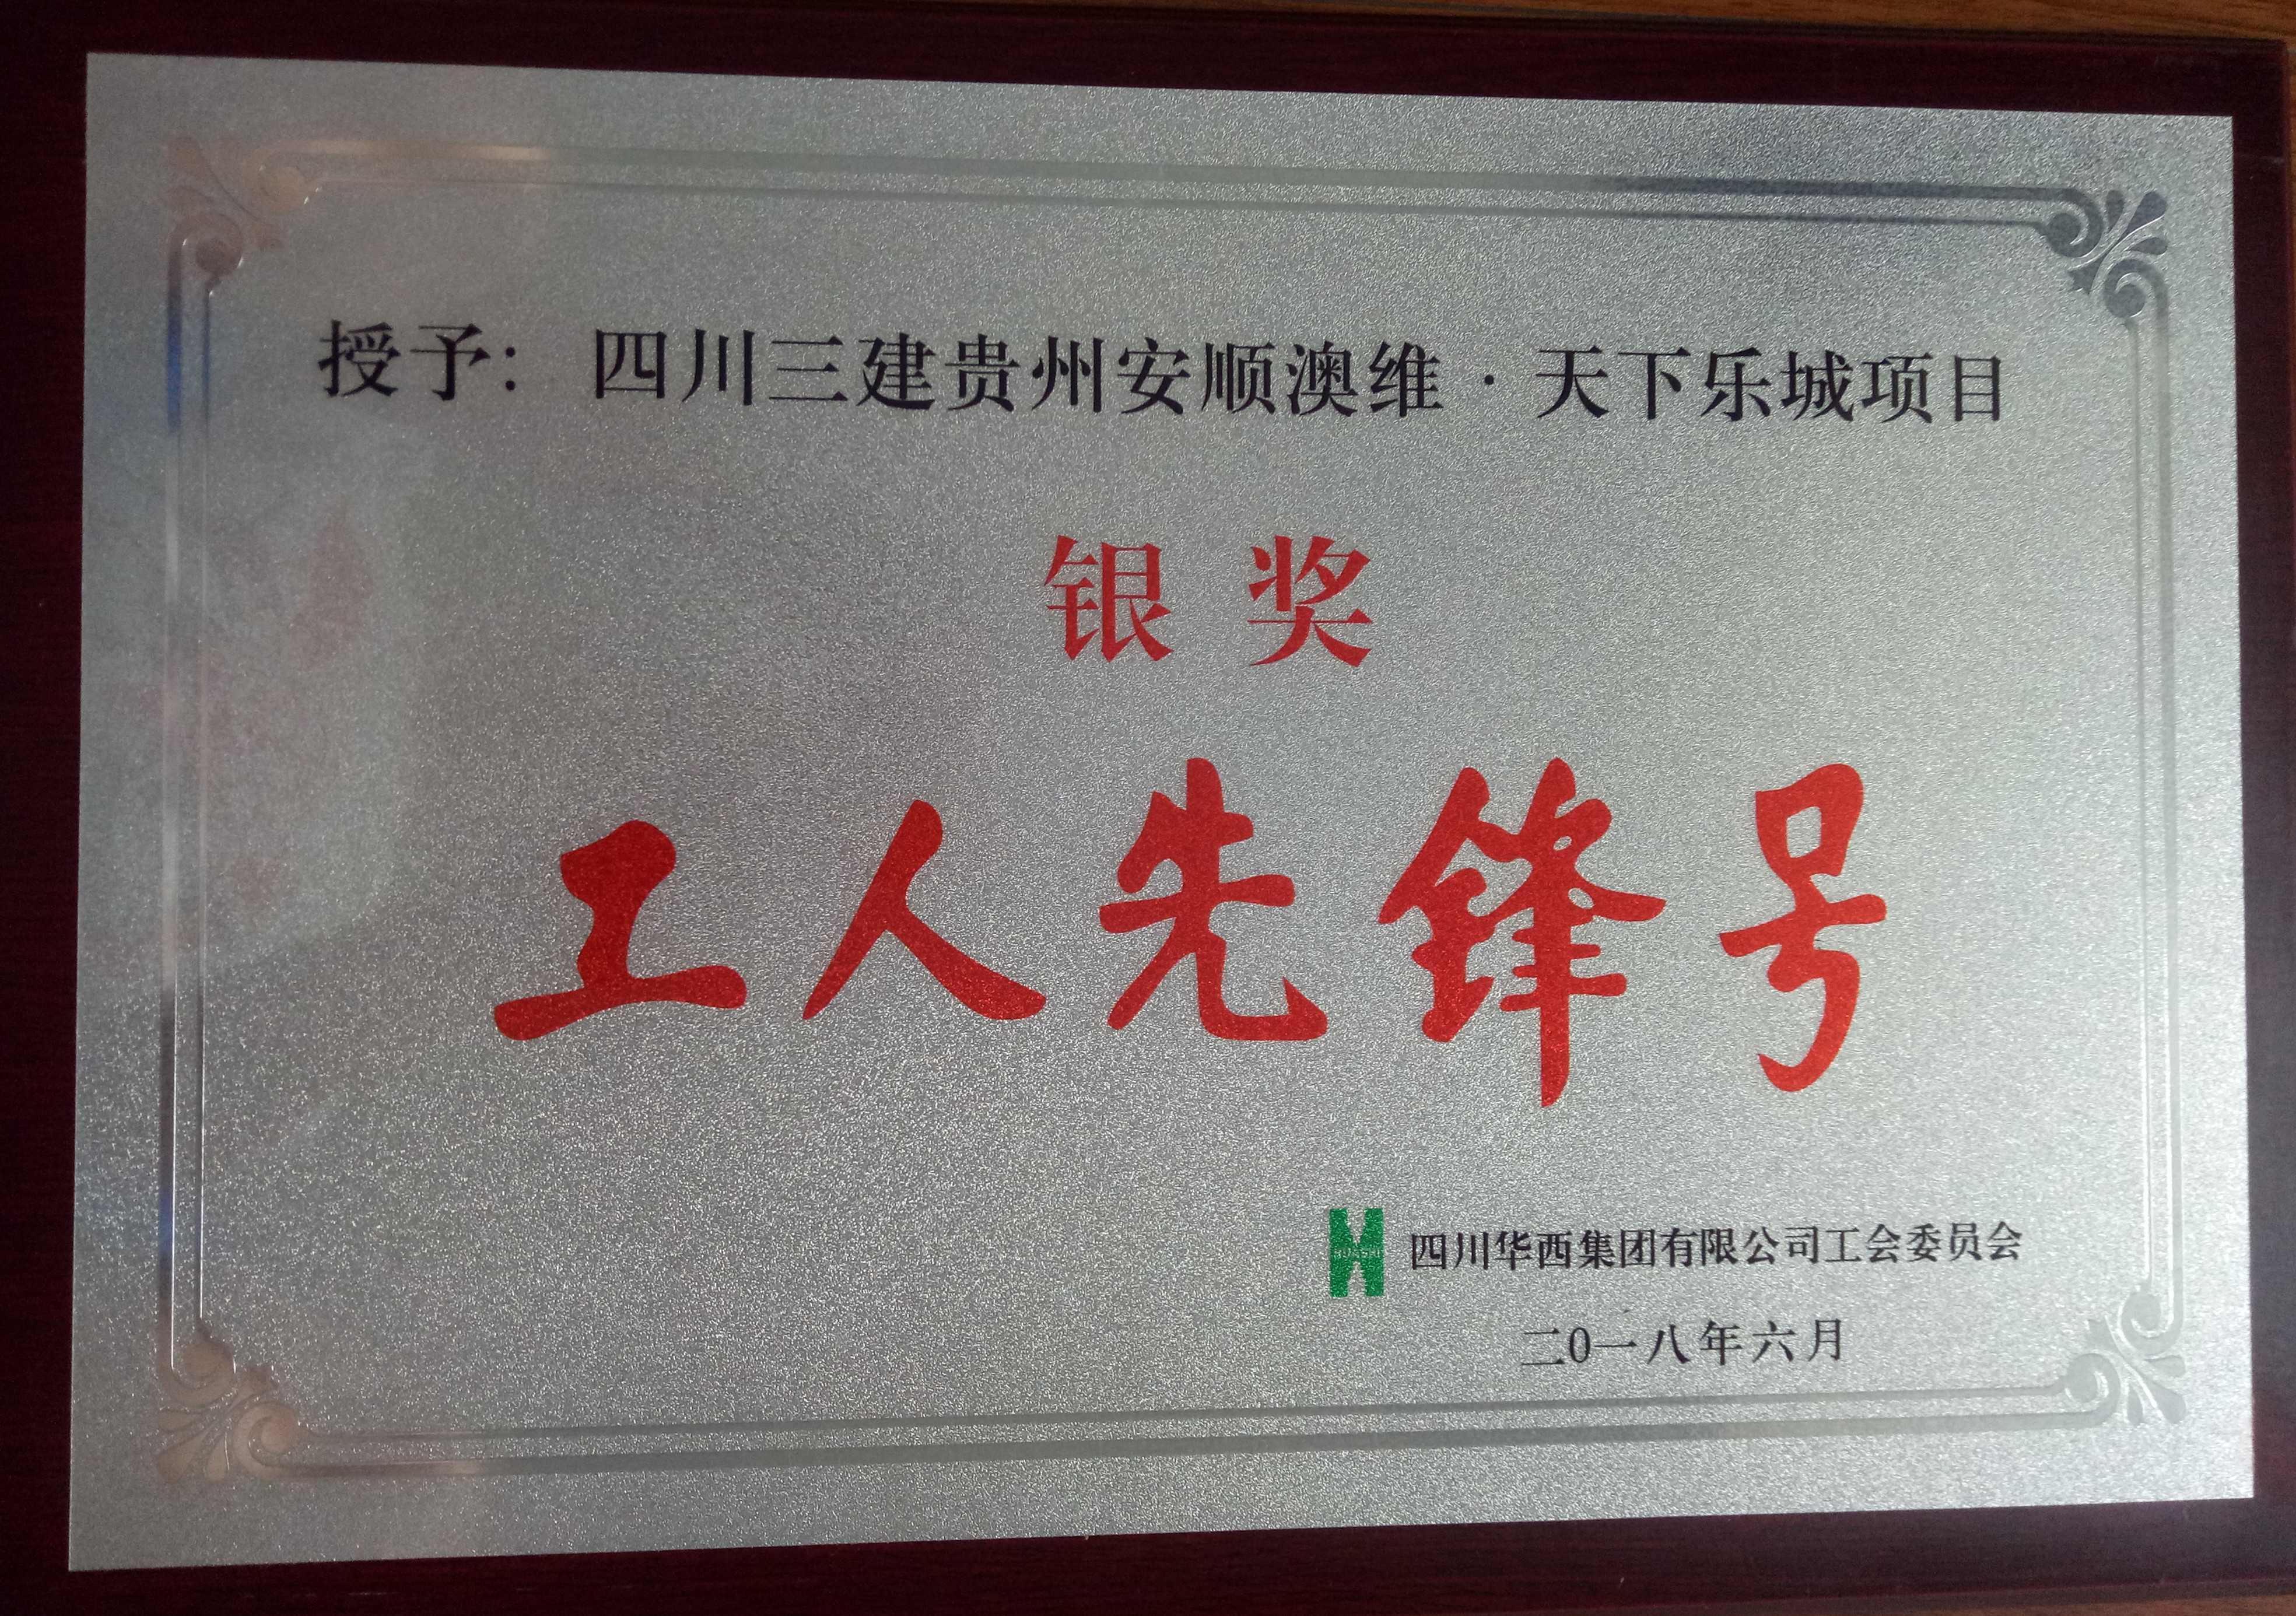 授予：四川三建贵州安顺澳维·天下乐城项目
银奖
工人先锋号
HUASHI
四川华西集团有限公司工会委员会
二0一八年六月